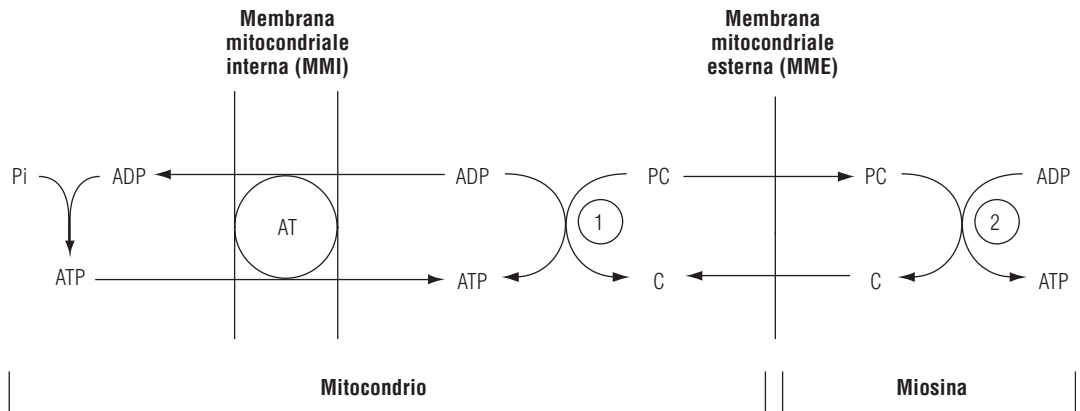 Membrana
mitocondriale
interna (MMI)
Membrana
mitocondriale
esterna (MME)
Pi ADP ADP PC PC ADP
AT 1 2
ATP ATP C C ATP
Mitocondrio Miosina